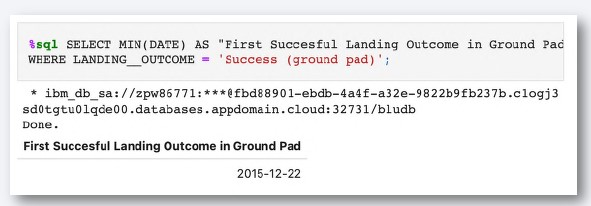 %sql SELECT MIN(DATE) AS "First Succesful Landing Outcome in Ground Pad
WHERE LANDING__OUTCOME = 'Success (ground pad)';
* ibm_db_sa://zpw86771:***@fbd88901-ebdb-4a4f-a32e-9822b9fb237b.c1ogj3
sd0tgtu0lqde00.databases.appdomain.cloud:32731/bludb
Done.
First Succesful Landing Outcome in Ground Pad
2015-12-22